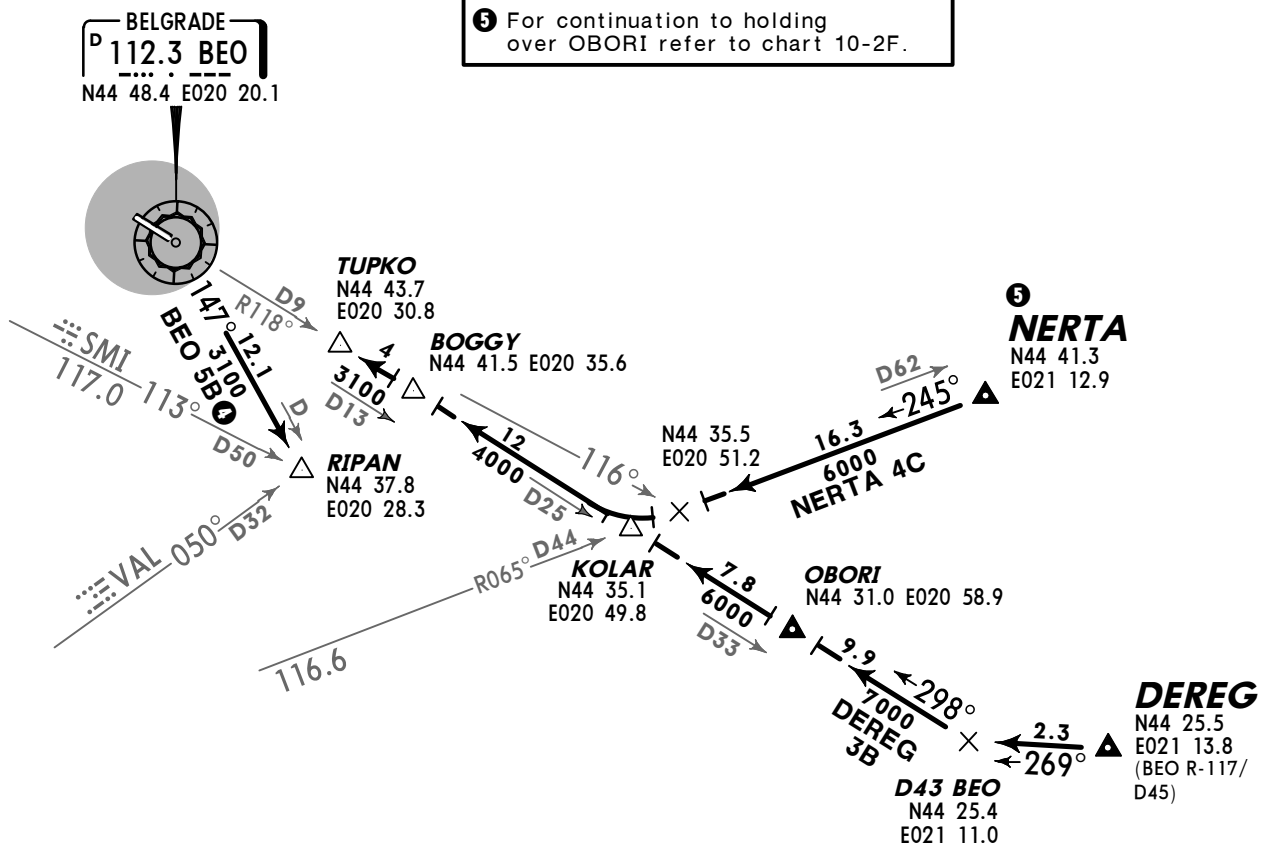 BELGRADE
D 112.3 BEO
N44 48.4 E020 20.1
❺ For continuation to holding
over OBORI refer to chart 10-2F.
TUPKO
N44 43.7
E020 30.8
D9
R118°
147°
12.1
3100
BEO 5B ❹
D
SMI
117.0
113°
D50
RIPAN
N44 37.8
E020 28.3
VAL
050°
D32
4
3100
D13
BOGGY
N44 41.5 E020 35.6
12
4000
D25
116°
N44 35.5
E020 51.2
❺
NERTA
N44 41.3
E021 12.9
D62
245°
16.3
6000
NERTA 4C
116.6
R065°
D44
KOLAR
N44 35.1
E020 49.8
7.8
6000
D33
OBORI
N44 31.0 E020 58.9
9.9
7000
298°
DEREG
3B
D43 BEO
N44 25.4
E021 11.0
2.3
269°
DEREG
N44 25.5
E021 13.8
(BEO R-117/
D45)